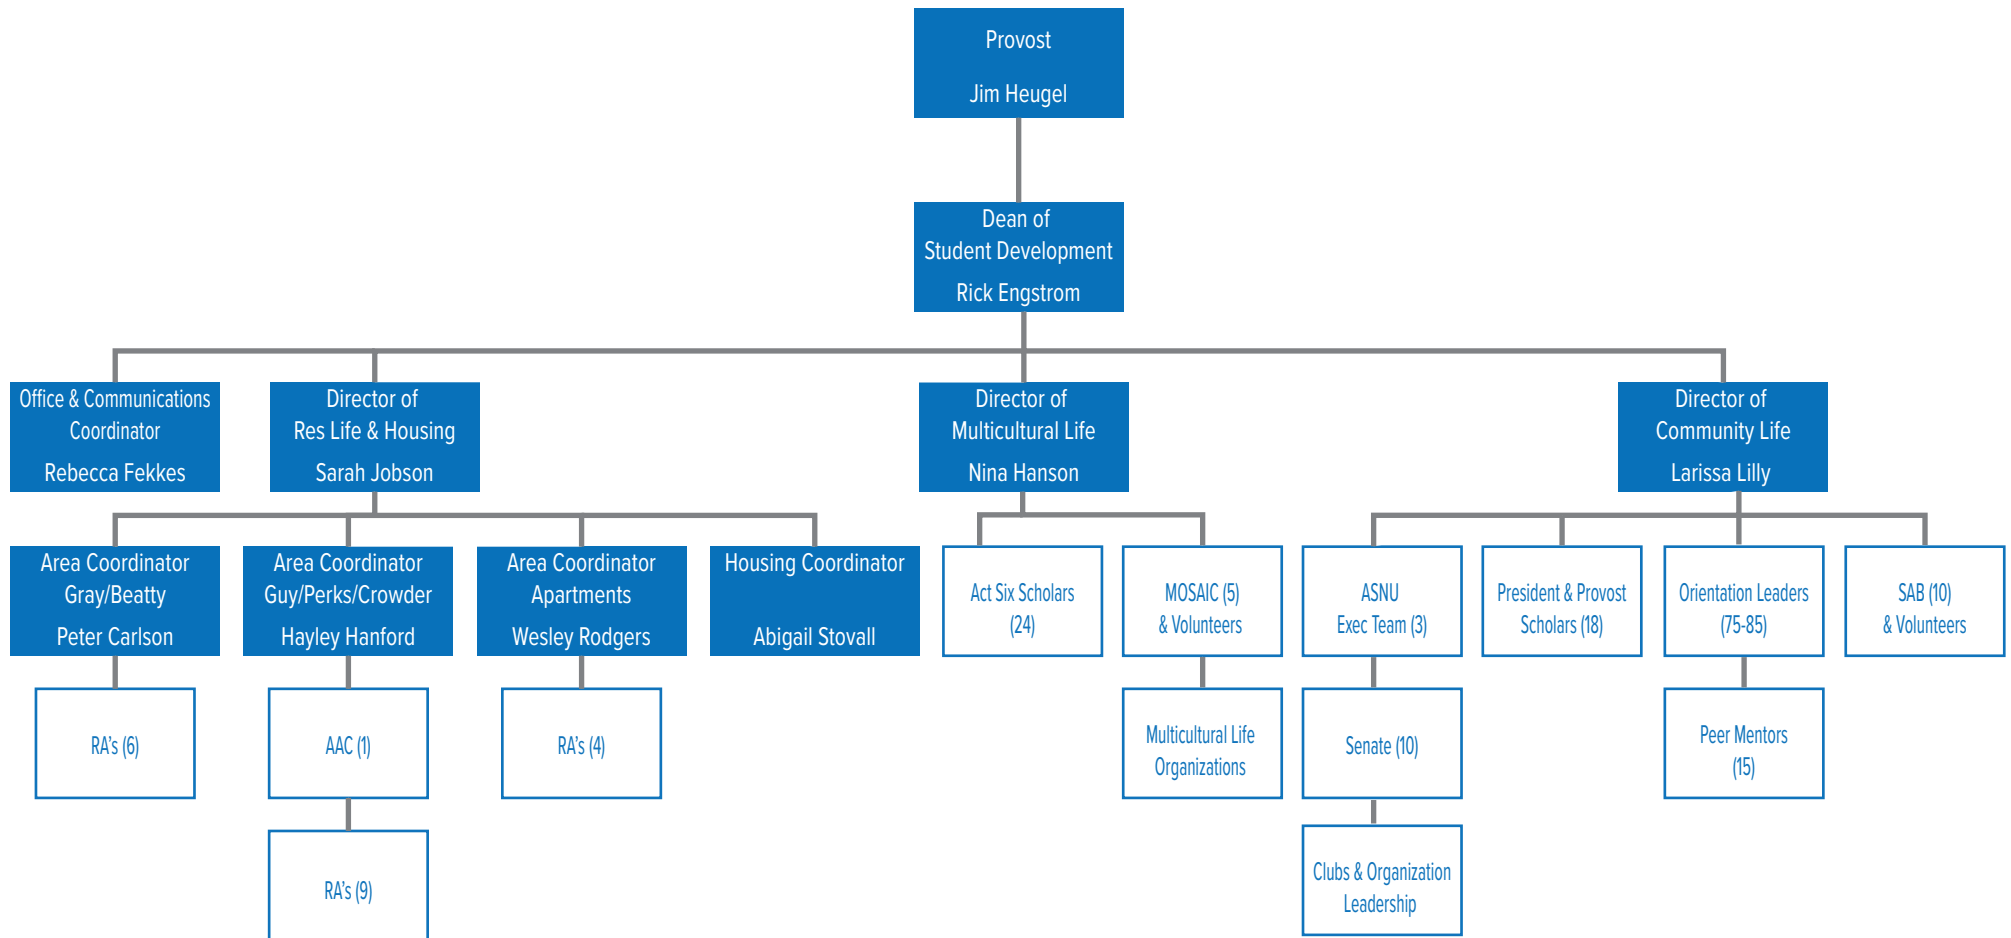 Provost
Jim Heugel
Dean of
Student Development
Rick Engstrom
Office & Communications
Coordinator
Rebecca Fekkes
Director of
Res Life & Housing
Sarah Jobson
Director of
Multicultural Life
Nina Hanson
Director of
Community Life
Larissa Lilly
Area Coordinator
Gray/Beatty
Peter Carlson
Area Coordinator
Guy/Perks/Crowder
Hayley Hanford
Area Coordinator
Apartments
Wesley Rodgers
Housing Coordinator
Abigail Stovall
Act Six Scholars
(24)
MOSAIC (5)
& Volunteers
ASNU
Exec Team (3)
President & Provost
Scholars (18)
Orientation Leaders
(75-85)
SAB (10)
& Volunteers
RA’s (6)
AAC (1)
RA’s (4)
Multicultural Life
Organizations
Senate (10)
Peer Mentors
(15)
RA’s (9)
Clubs & Organization
Leadership